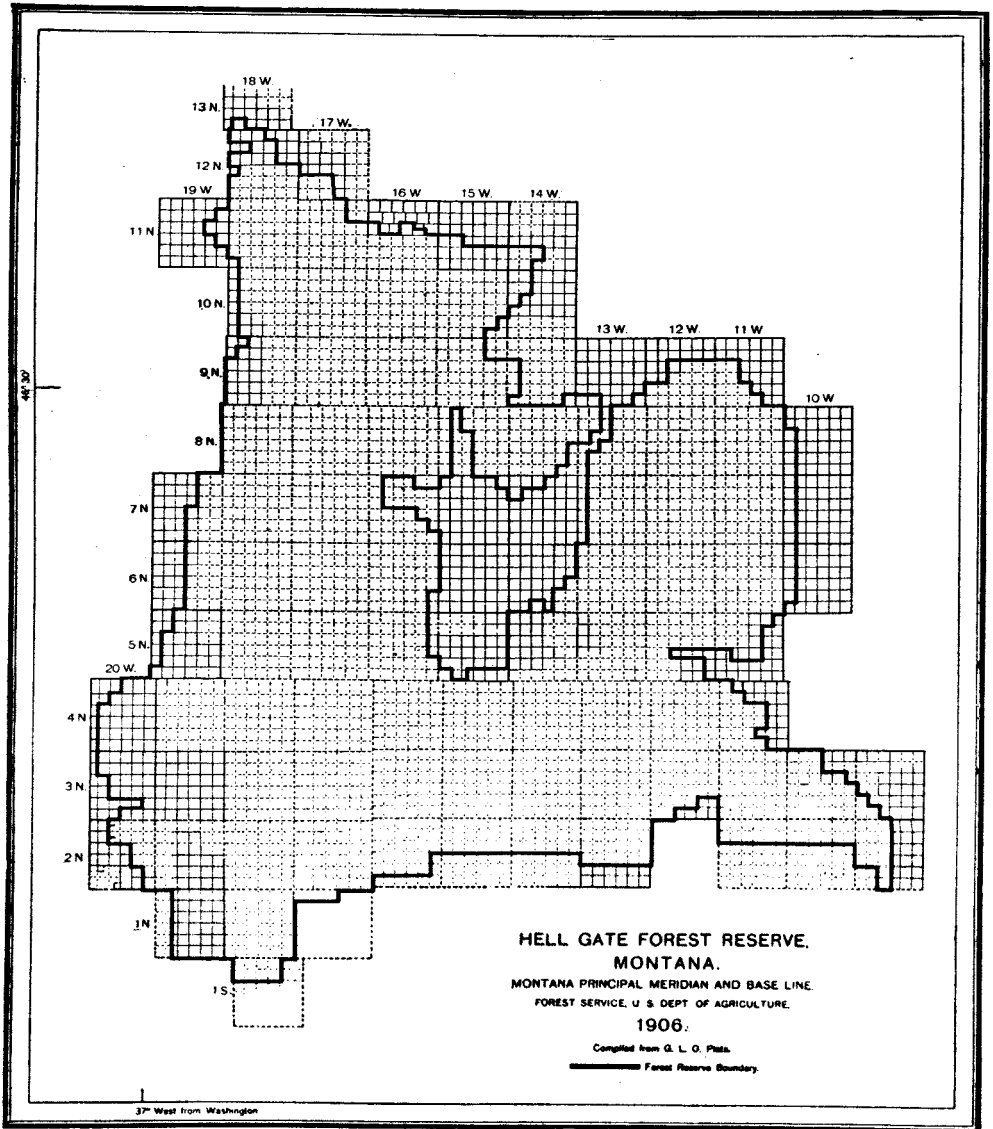 18 W.
13 N.
17 W.
12 N.
19 W
16 W.
15 W.
14 W.
11 N
10 N.
13 W.
12 W.
11 W
46° 30'
9 N.
10 W
8 N.
7 N
6 N
5 N.
20 W.
4 N
3 N.
2 N
1 N
HELL GATE FOREST RESERVE,
MONTANA.
MONTANA PRINCIPAL MERIDIAN AND BASE LINE.
FOREST SERVICE, U S DEPT OF AGRICULTURE.
1 S.
1906.
Compiled from G. L. O. Plats.
Forest Reserve Boundary.
37° West from Washington